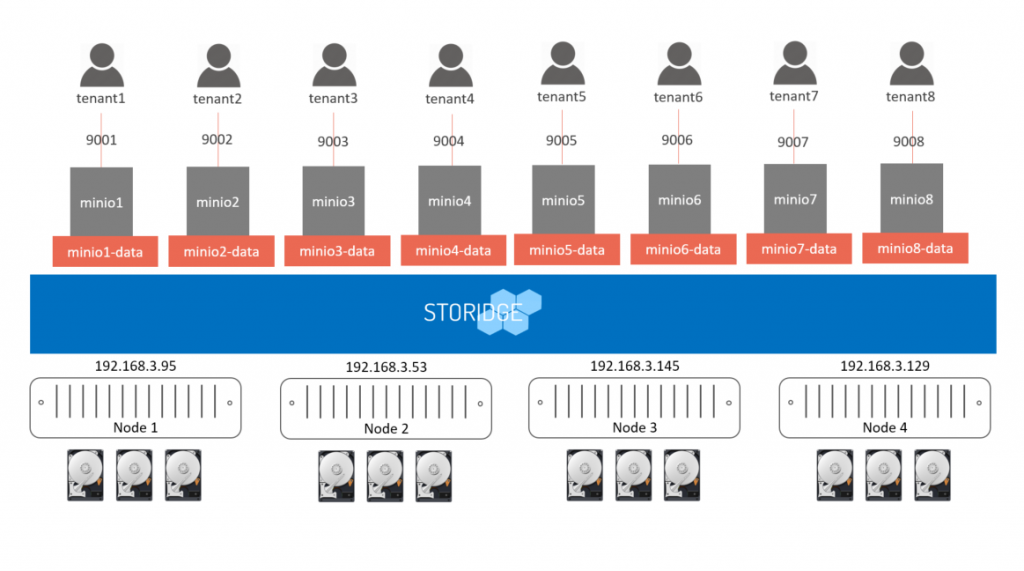 tenant1 tenant2 tenant3 tenant4 tenant5 tenant6 tenant7 tenant8
9001 9002 9003 9004 9005 9006 9007 9008
minio1 minio2 minio3 minio4 minio5 minio6 minio7 minio8
minio1-data minio2-data minio3-data minio4-data minio5-data minio6-data minio7-data minio8-data
STORIDGE
192.168.3.95 192.168.3.53 192.168.3.145 192.168.3.129
Node 1 Node 2 Node 3 Node 4